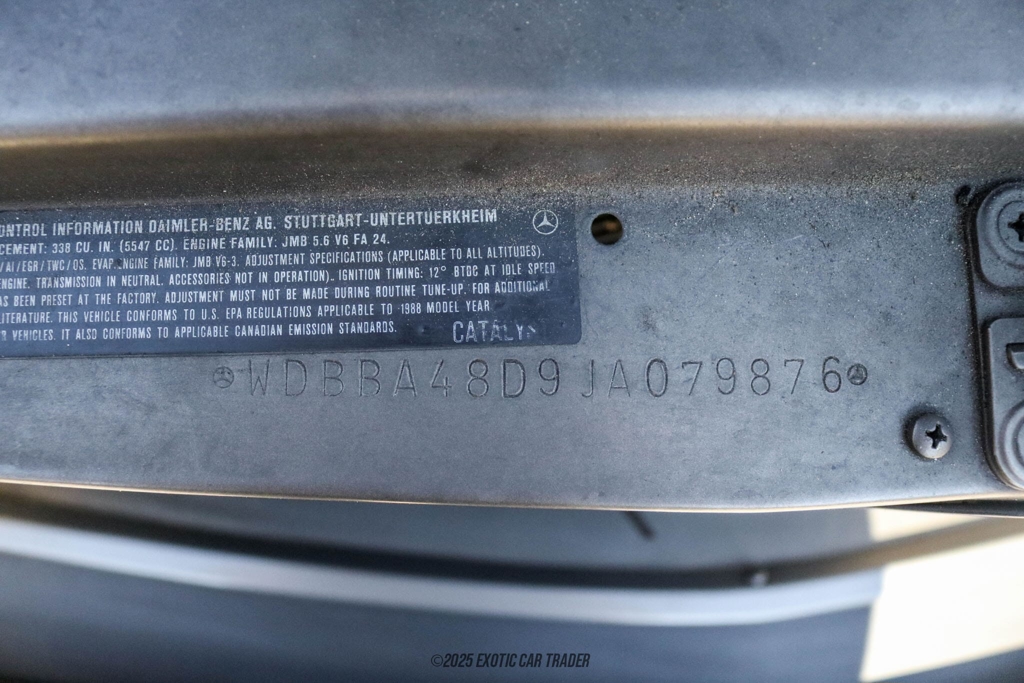 ONTROL INFORMATION DAIMLER-BENZ AG. STUTTGART-UNTERTUERKHEIM
CEMENT: 338 CU. IN. (5547 CC). ENGINE FAMILY: JMB 5.6 V6 FA 24.
/AI/EGR/TWC/OS. EVAP. ENGINE FAMILY: JMB V6-3. ADJUSTMENT SPECIFICATIONS (APPLICABLE TO ALL ALTITUDES).
ENGINE. TRANSMISSION IN NEUTRAL. ACCESSORIES NOT IN OPERATION). IGNITION TIMING: 12° BTDC AT IDLE SPEED
AS BEEN PRESET AT THE FACTORY. ADJUSTMENT MUST NOT BE MADE DURING ROUTINE TUNE-UP. FOR ADDITIONAL
LITERATURE. THIS VEHICLE CONFORMS TO U.S. EPA REGULATIONS APPLICABLE TO 1988 MODEL YEAR
R VEHICLES. IT ALSO CONFORMS TO APPLICABLE CANADIAN EMISSION STANDARDS.
CATALY
WDBBA48D9JA079876
©2025 EXOTIC CAR TRADER